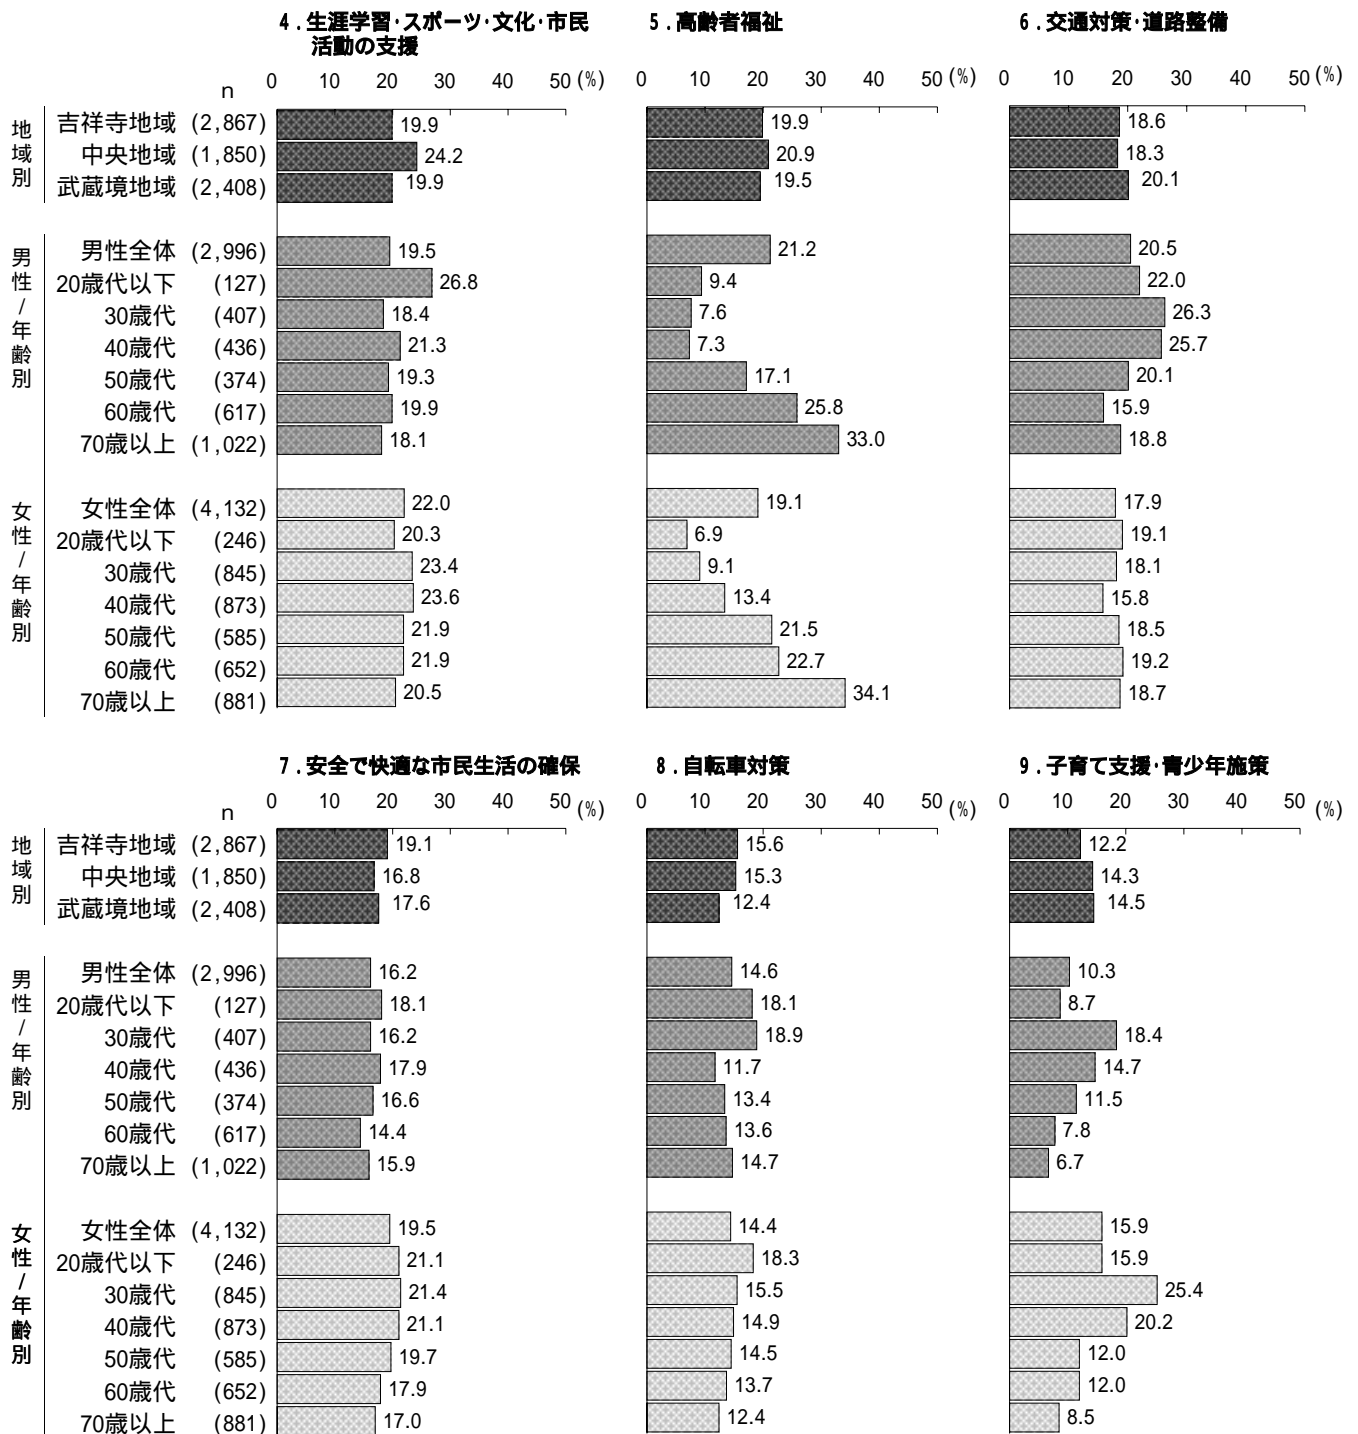 4．生涯学習･スポーツ･文化･市民
活動の支援
5．高齢者福祉
6．交通対策･道路整備
n 0 10 20 30 40 50 (%) 0 10 20 30 40 50 (%) 0 10 20 30 40 50 (%)
地域別
吉祥寺地域 (2,867) 19.9 19.9 18.6
中央地域 (1,850) 24.2 20.9 18.3
武蔵境地域 (2,408) 19.9 19.5 20.1
男性/年齢別
男性全体 (2,996) 19.5 21.2 20.5
20歳代以下 (127) 26.8 9.4 22.0
30歳代 (407) 18.4 7.6 26.3
40歳代 (436) 21.3 7.3 25.7
50歳代 (374) 19.3 17.1 20.1
60歳代 (617) 19.9 25.8 15.9
70歳以上 (1,022) 18.1 33.0 18.8
女性/年齢別
女性全体 (4,132) 22.0 19.1 17.9
20歳代以下 (246) 20.3 6.9 19.1
30歳代 (845) 23.4 9.1 18.1
40歳代 (873) 23.6 13.4 15.8
50歳代 (585) 21.9 21.5 18.5
60歳代 (652) 21.9 22.7 19.2
70歳以上 (881) 20.5 34.1 18.7
7．安全で快適な市民生活の確保
8．自転車対策
9．子育て支援･青少年施策
n 0 10 20 30 40 50 (%) 0 10 20 30 40 50 (%) 0 10 20 30 40 50 (%)
地域別
吉祥寺地域 (2,867) 19.1 15.6 12.2
中央地域 (1,850) 16.8 15.3 14.3
武蔵境地域 (2,408) 17.6 12.4 14.5
男性/年齢別
男性全体 (2,996) 16.2 14.6 10.3
20歳代以下 (127) 18.1 18.1 8.7
30歳代 (407) 16.2 18.9 18.4
40歳代 (436) 17.9 11.7 14.7
50歳代 (374) 16.6 13.4 11.5
60歳代 (617) 14.4 13.6 7.8
70歳以上 (1,022) 15.9 14.7 6.7
女性/年齢別
女性全体 (4,132) 19.5 14.4 15.9
20歳代以下 (246) 21.1 18.3 15.9
30歳代 (845) 21.4 15.5 25.4
40歳代 (873) 21.1 14.9 20.2
50歳代 (585) 19.7 14.5 12.0
60歳代 (652) 17.9 13.7 12.0
70歳以上 (881) 17.0 12.4 8.5